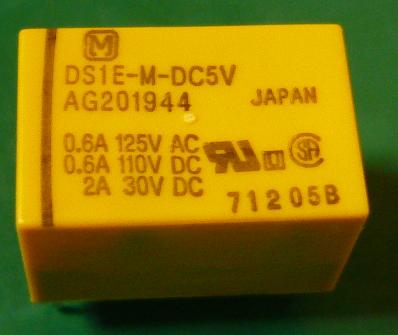 M
DS1E-M-DC5V
AG201944 JAPAN
0.6A 125V AC
0.6A 110V DC
2A 30V DC
71205B